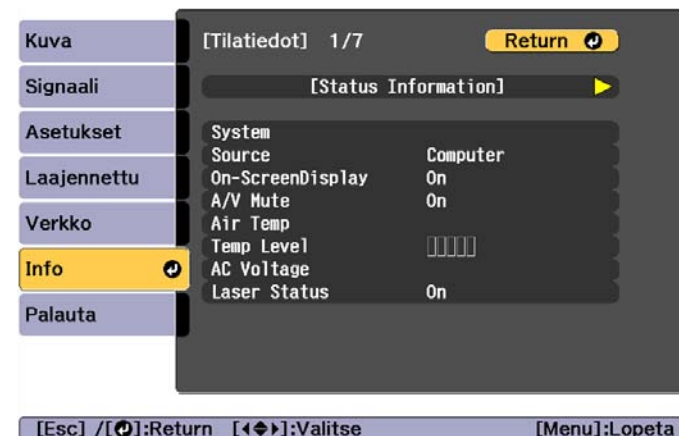 Kuva
Signaali
Asetukset
Laajennettu
Verkko
Info
Palauta
[Tilatiedot] 1/7 Return
[Status Information]
System
Source Computer
On-ScreenDisplay On
A/V Mute On
Air Temp
Temp Level
AC Voltage
Laser Status On
[Esc] /[ ]:Return [ ]:Valitse [Menu]:Lopeta